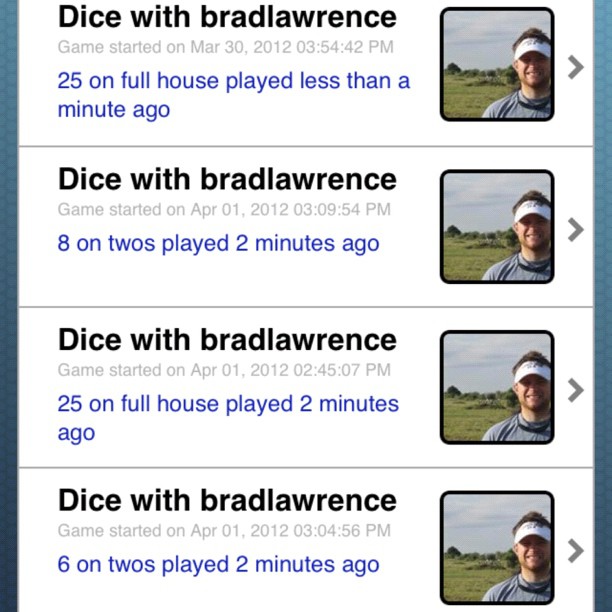 Dice with bradlawrence
Game started on Mar 30, 2012 03:54:42 PM
25 on full house played less than a
minute ago
Dice with bradlawrence
Game started on Apr 01, 2012 03:09:54 PM
8 on twos played 2 minutes ago
Dice with bradlawrence
Game started on Apr 01, 2012 02:45:07 PM
25 on full house played 2 minutes
ago
Dice with bradlawrence
Game started on Apr 01, 2012 03:04:56 PM
6 on twos played 2 minutes ago